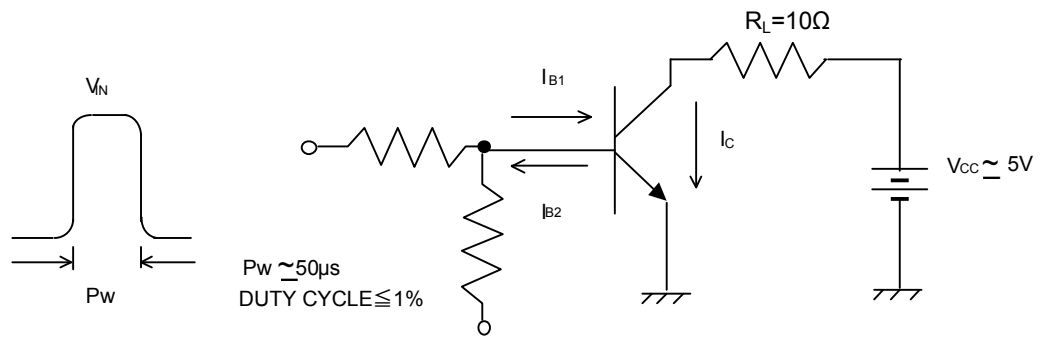 R_L=10Ω
V_IN
I_B1
I_C
V_CC ≃ 5V
I_B2
Pw ≃50μs
Pw
DUTY CYCLE≦1%